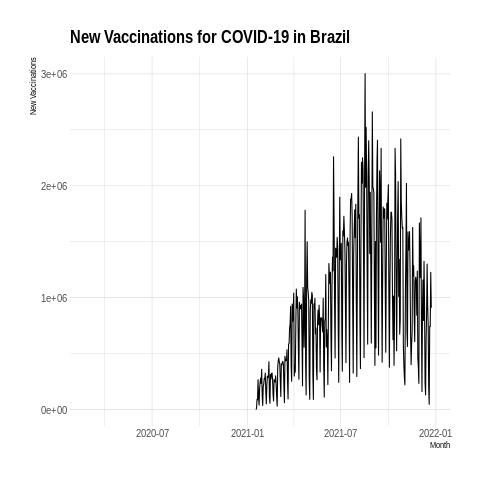 New Vaccinations for COVID-19 in Brazil
New Vaccinations
3e+06
2e+06
1e+06
0e+00
2020-07 2021-01 2021-07 2022-01
Month